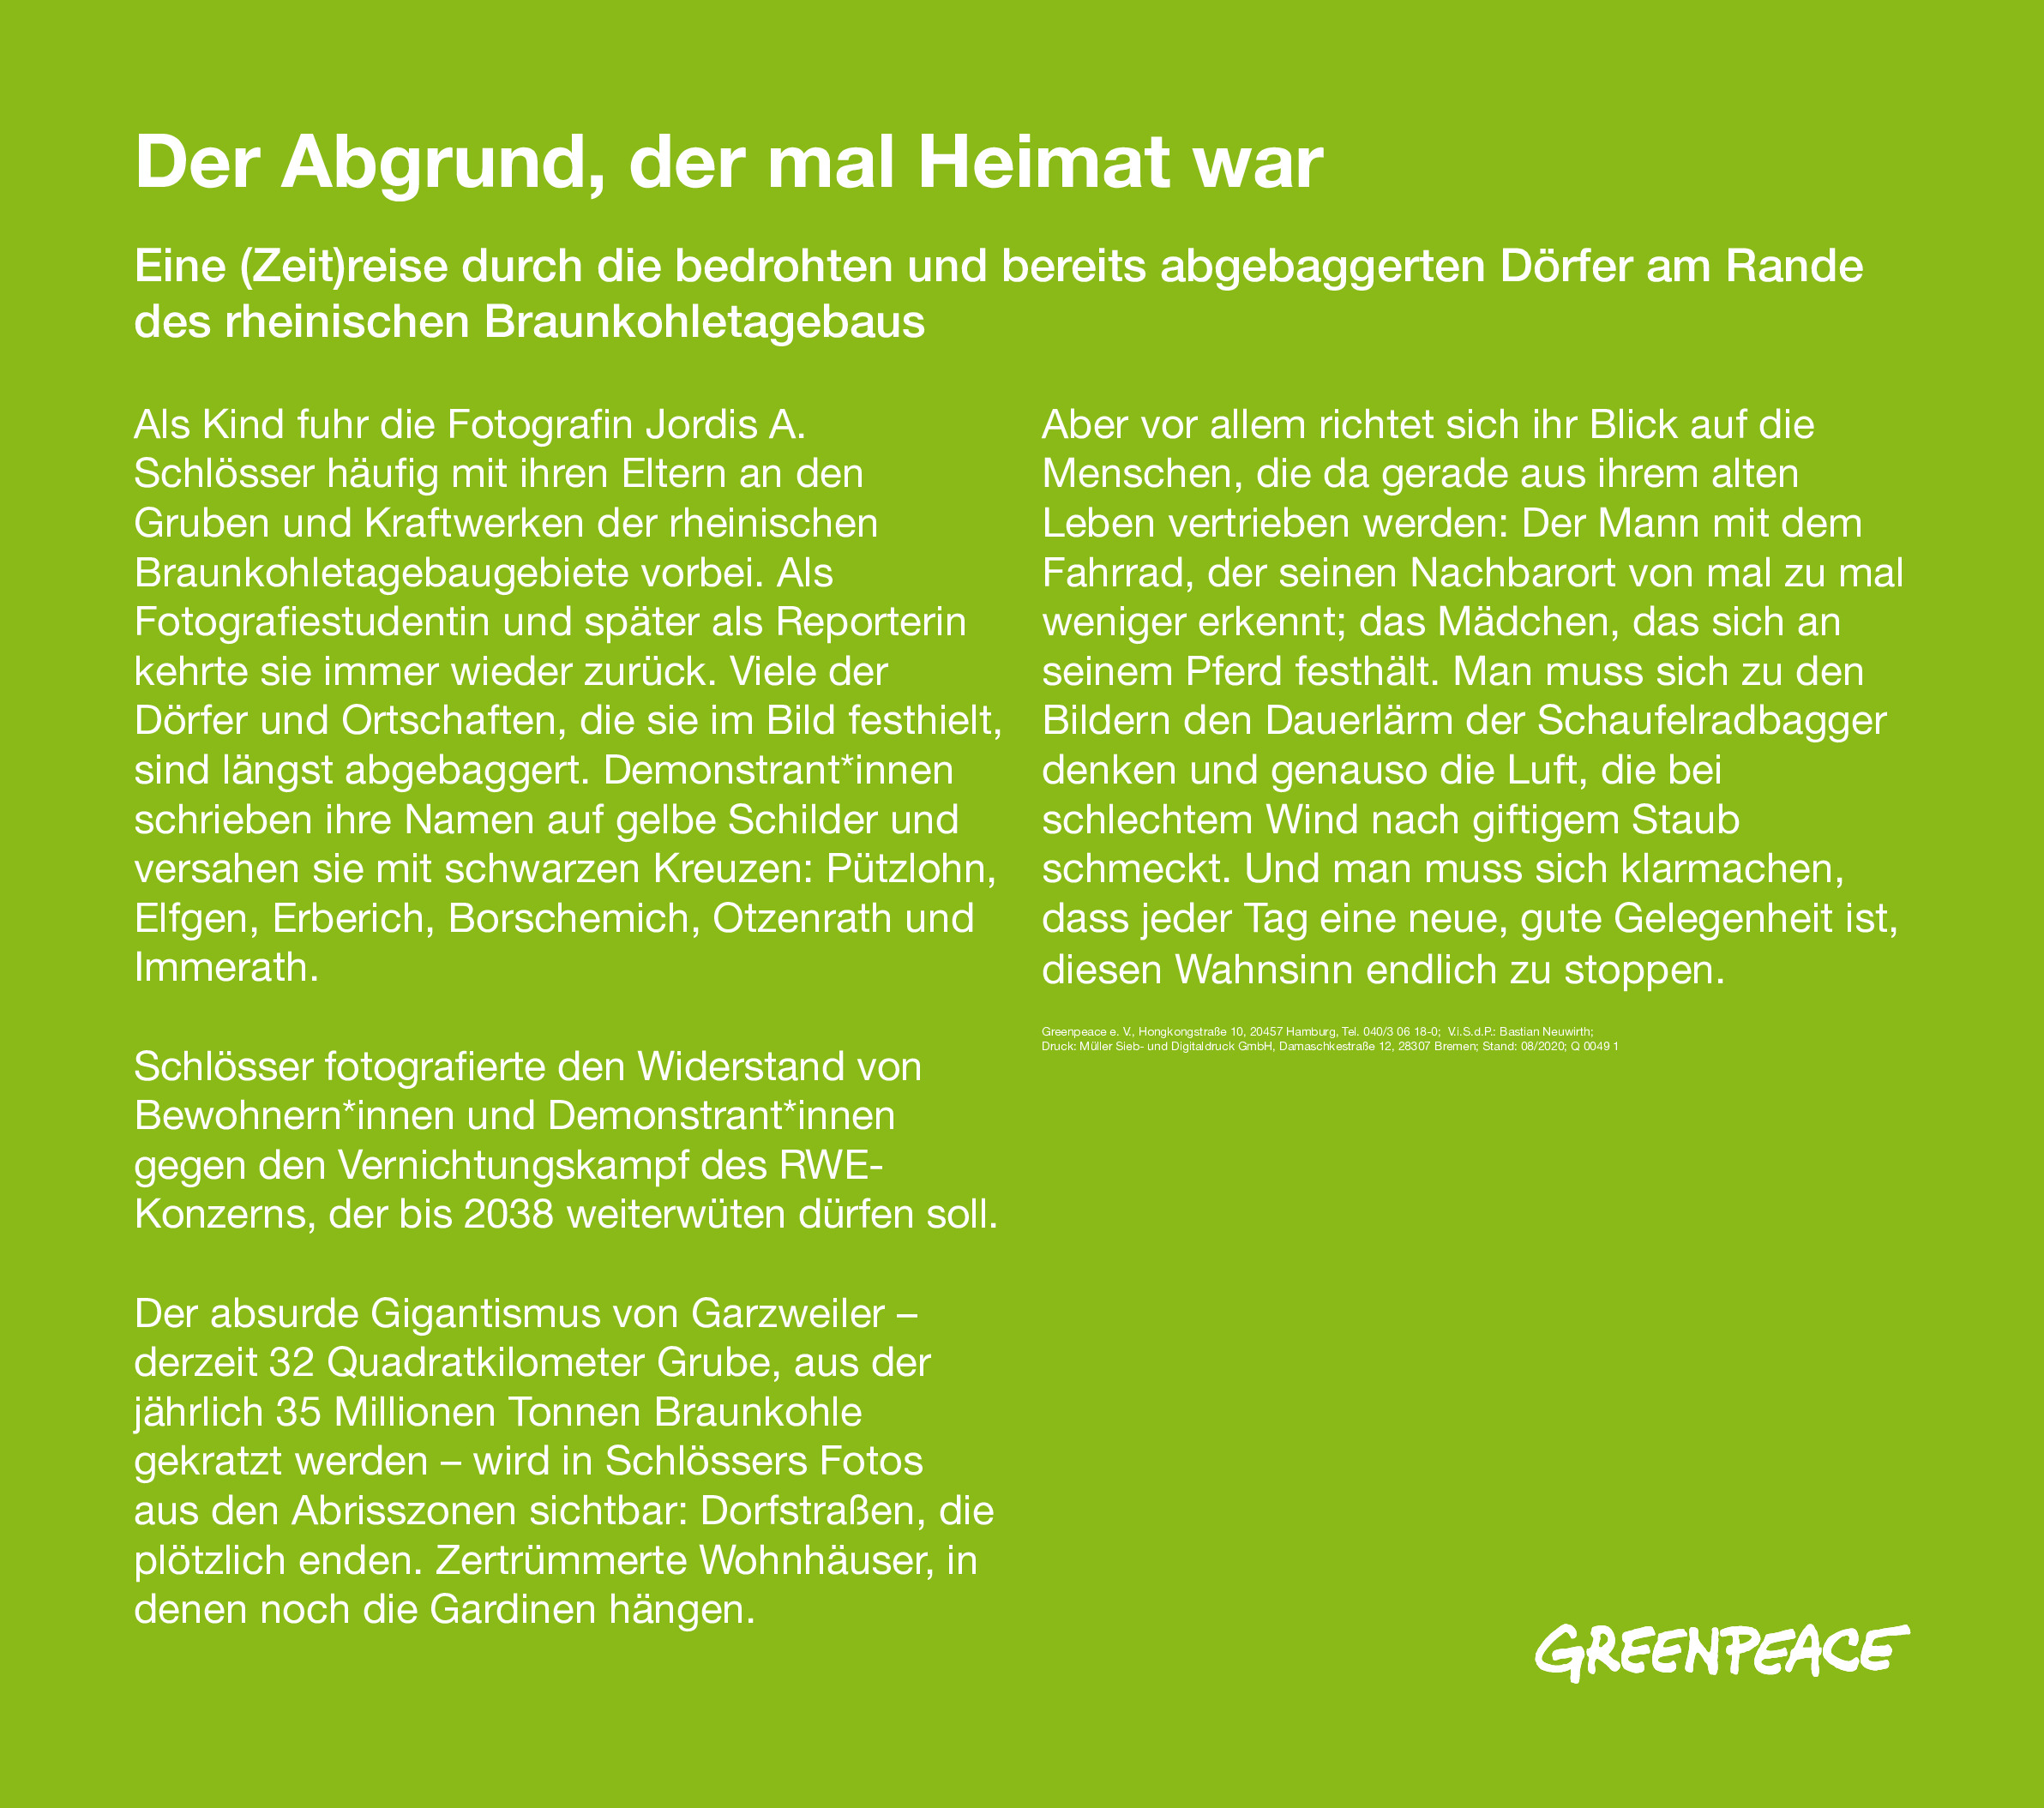 Der Abgrund, der mal Heimat war
Eine (Zeit)reise durch die bedrohten und bereits abgebaggerten Dörfer am Rande
des rheinischen Braunkohletagebaus
Als Kind fuhr die Fotografin Jordis A.
Schlösser häufig mit ihren Eltern an den
Gruben und Kraftwerken der rheinischen
Braunkohletagebaugebiete vorbei. Als
Fotografiestudentin und später als Reporterin
kehrte sie immer wieder zurück. Viele der
Dörfer und Ortschaften, die sie im Bild festhielt,
sind längst abgebaggert. Demonstrant*innen
schrieben ihre Namen auf gelbe Schilder und
versahen sie mit schwarzen Kreuzen: Pützlohn,
Elfgen, Erberich, Borschemich, Otzenrath und
Immerath.
Schlösser fotografierte den Widerstand von
Bewohnern*innen und Demonstrant*innen
gegen den Vernichtungskampf des RWE-
Konzerns, der bis 2038 weiterwüten dürfen soll.
Der absurde Gigantismus von Garzweiler –
derzeit 32 Quadratkilometer Grube, aus der
jährlich 35 Millionen Tonnen Braunkohle
gekratzt werden – wird in Schlössers Fotos
aus den Abrisszonen sichtbar: Dorfstraßen, die
plötzlich enden. Zertrümmerte Wohnhäuser, in
denen noch die Gardinen hängen.
Aber vor allem richtet sich ihr Blick auf die
Menschen, die da gerade aus ihrem alten
Leben vertrieben werden: Der Mann mit dem
Fahrrad, der seinen Nachbarort von mal zu mal
weniger erkennt; das Mädchen, das sich an
seinem Pferd festhält. Man muss sich zu den
Bildern den Dauerlärm der Schaufelradbagger
denken und genauso die Luft, die bei
schlechtem Wind nach giftigem Staub
schmeckt. Und man muss sich klarmachen,
dass jeder Tag eine neue, gute Gelegenheit ist,
diesen Wahnsinn endlich zu stoppen.
Greenpeace e. V., Hongkongstraße 10, 20457 Hamburg, Tel. 040/3 06 18-0; V.i.S.d.P.: Bastian Neuwirth;
Druck: Müller Sieb- und Digitaldruck GmbH, Damaschkestraße 12, 28307 Bremen; Stand: 08/2020; Q 0049 1
GREENPEACE